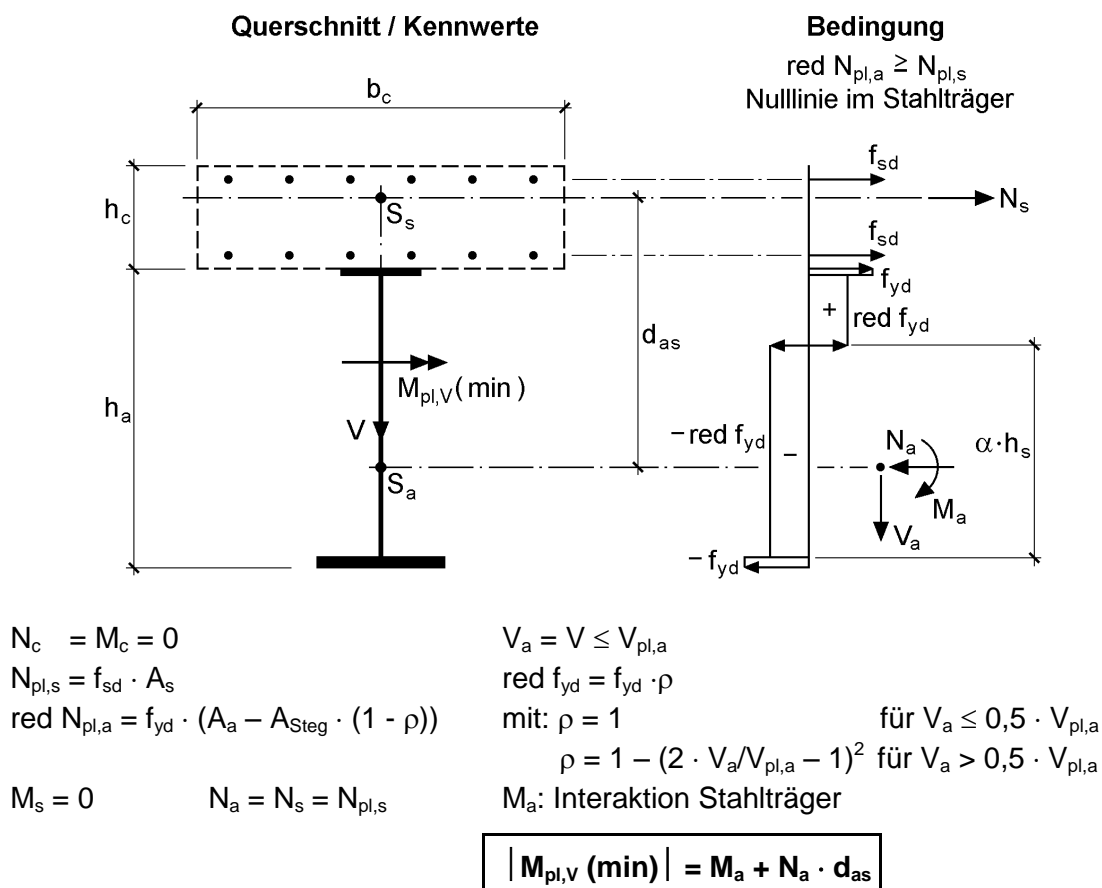 Querschnitt / Kennwerte
Bedingung
red N_pl,a ≥ N_pl,s
Nulllinie im Stahlträger
b_c
h_c
S_s
f_sd
N_s
f_sd
f_yd
+
red f_yd
d_as
M_pl,V(min)
h_a
V
−red f_yd
−
N_a
α·h_s
S_a
M_a
V_a
−f_yd
N_c = M_c = 0
V_a = V ≤ V_pl,a
N_pl,s = f_sd · A_s
red f_yd = f_yd · ρ
red N_pl,a = f_yd · (A_a – A_Steg · (1 - ρ))
mit: ρ = 1 für V_a ≤ 0,5 · V_pl,a
ρ = 1 – (2 · V_a/V_pl,a – 1)² für V_a > 0,5 · V_pl,a
M_s = 0 N_a = N_s = N_pl,s
M_a: Interaktion Stahlträger
|M_pl,V (min)| = M_a + N_a · d_as